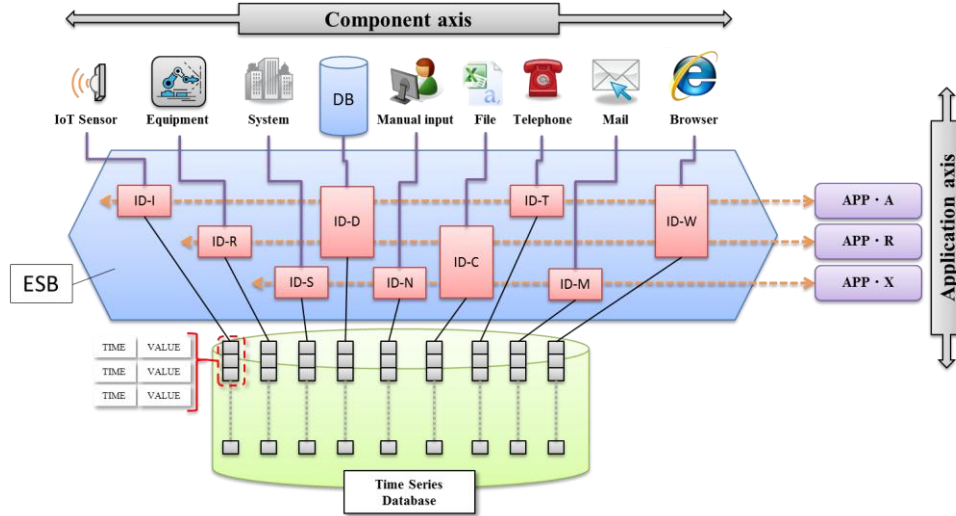 Component axis
DB
IoT Sensor
Equipment
System
Manual input
File
Telephone
Mail
Browser
ID-I
ID-D
ID-T
ID-W
APP・A
ID-R
ID-C
APP・R
ID-S
ID-N
ID-M
APP・X
Application axis
ESB
TIME VALUE
TIME VALUE
TIME VALUE
Time Series
Database